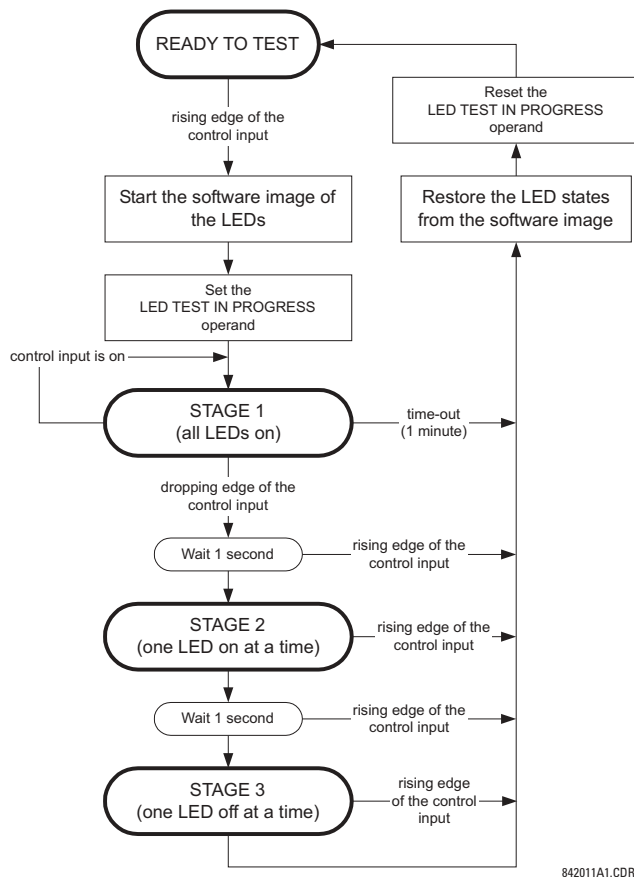 READY TO TEST
rising edge of the
control input
Start the software image of
the LEDs
Set the
LED TEST IN PROGRESS
operand
control input is on
STAGE 1
(all LEDs on)
time-out
(1 minute)
dropping edge of the
control input
Wait 1 second
rising edge of the
control input
STAGE 2
(one LED on at a time)
rising edge of the
control input
Wait 1 second
rising edge of the
control input
STAGE 3
(one LED off at a time)
rising edge
of the control
input
Restore the LED states
from the software image
Reset the
LED TEST IN PROGRESS
operand
842011A1.CDR